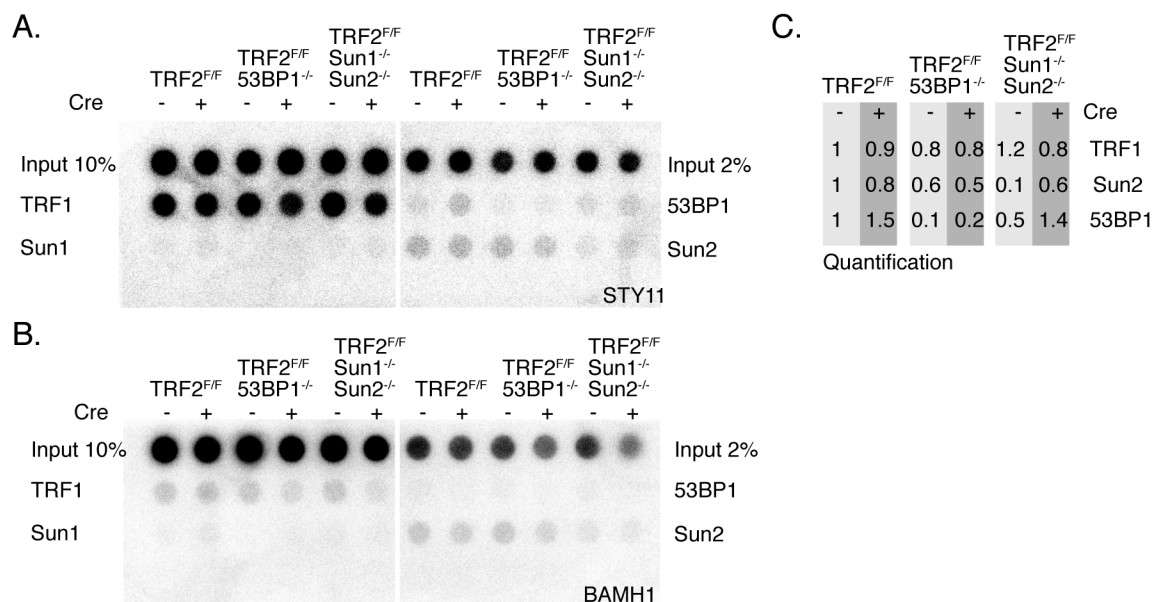 A.
TRF2F/F TRF2F/F 53BP1-/- TRF2F/F Sun1-/- Sun2-/- TRF2F/F TRF2F/F 53BP1-/- TRF2F/F Sun1-/- Sun2-/-
Cre - + - + - + - + - + - +
Input 10% Input 2%
TRF1 53BP1
Sun1 Sun2
STY11
B.
TRF2F/F TRF2F/F 53BP1-/- TRF2F/F Sun1-/- Sun2-/- TRF2F/F TRF2F/F 53BP1-/- TRF2F/F Sun1-/- Sun2-/-
Cre - + - + - + - + - + - +
Input 10% Input 2%
TRF1 53BP1
Sun1 Sun2
BAMH1
C.
TRF2F/F TRF2F/F 53BP1-/- TRF2F/F Sun1-/- Sun2-/-
- + - + - + Cre
1 0.9 0.8 0.8 1.2 0.8 TRF1
1 0.8 0.6 0.5 0.1 0.6 Sun2
1 1.5 0.1 0.2 0.5 1.4 53BP1
Quantification